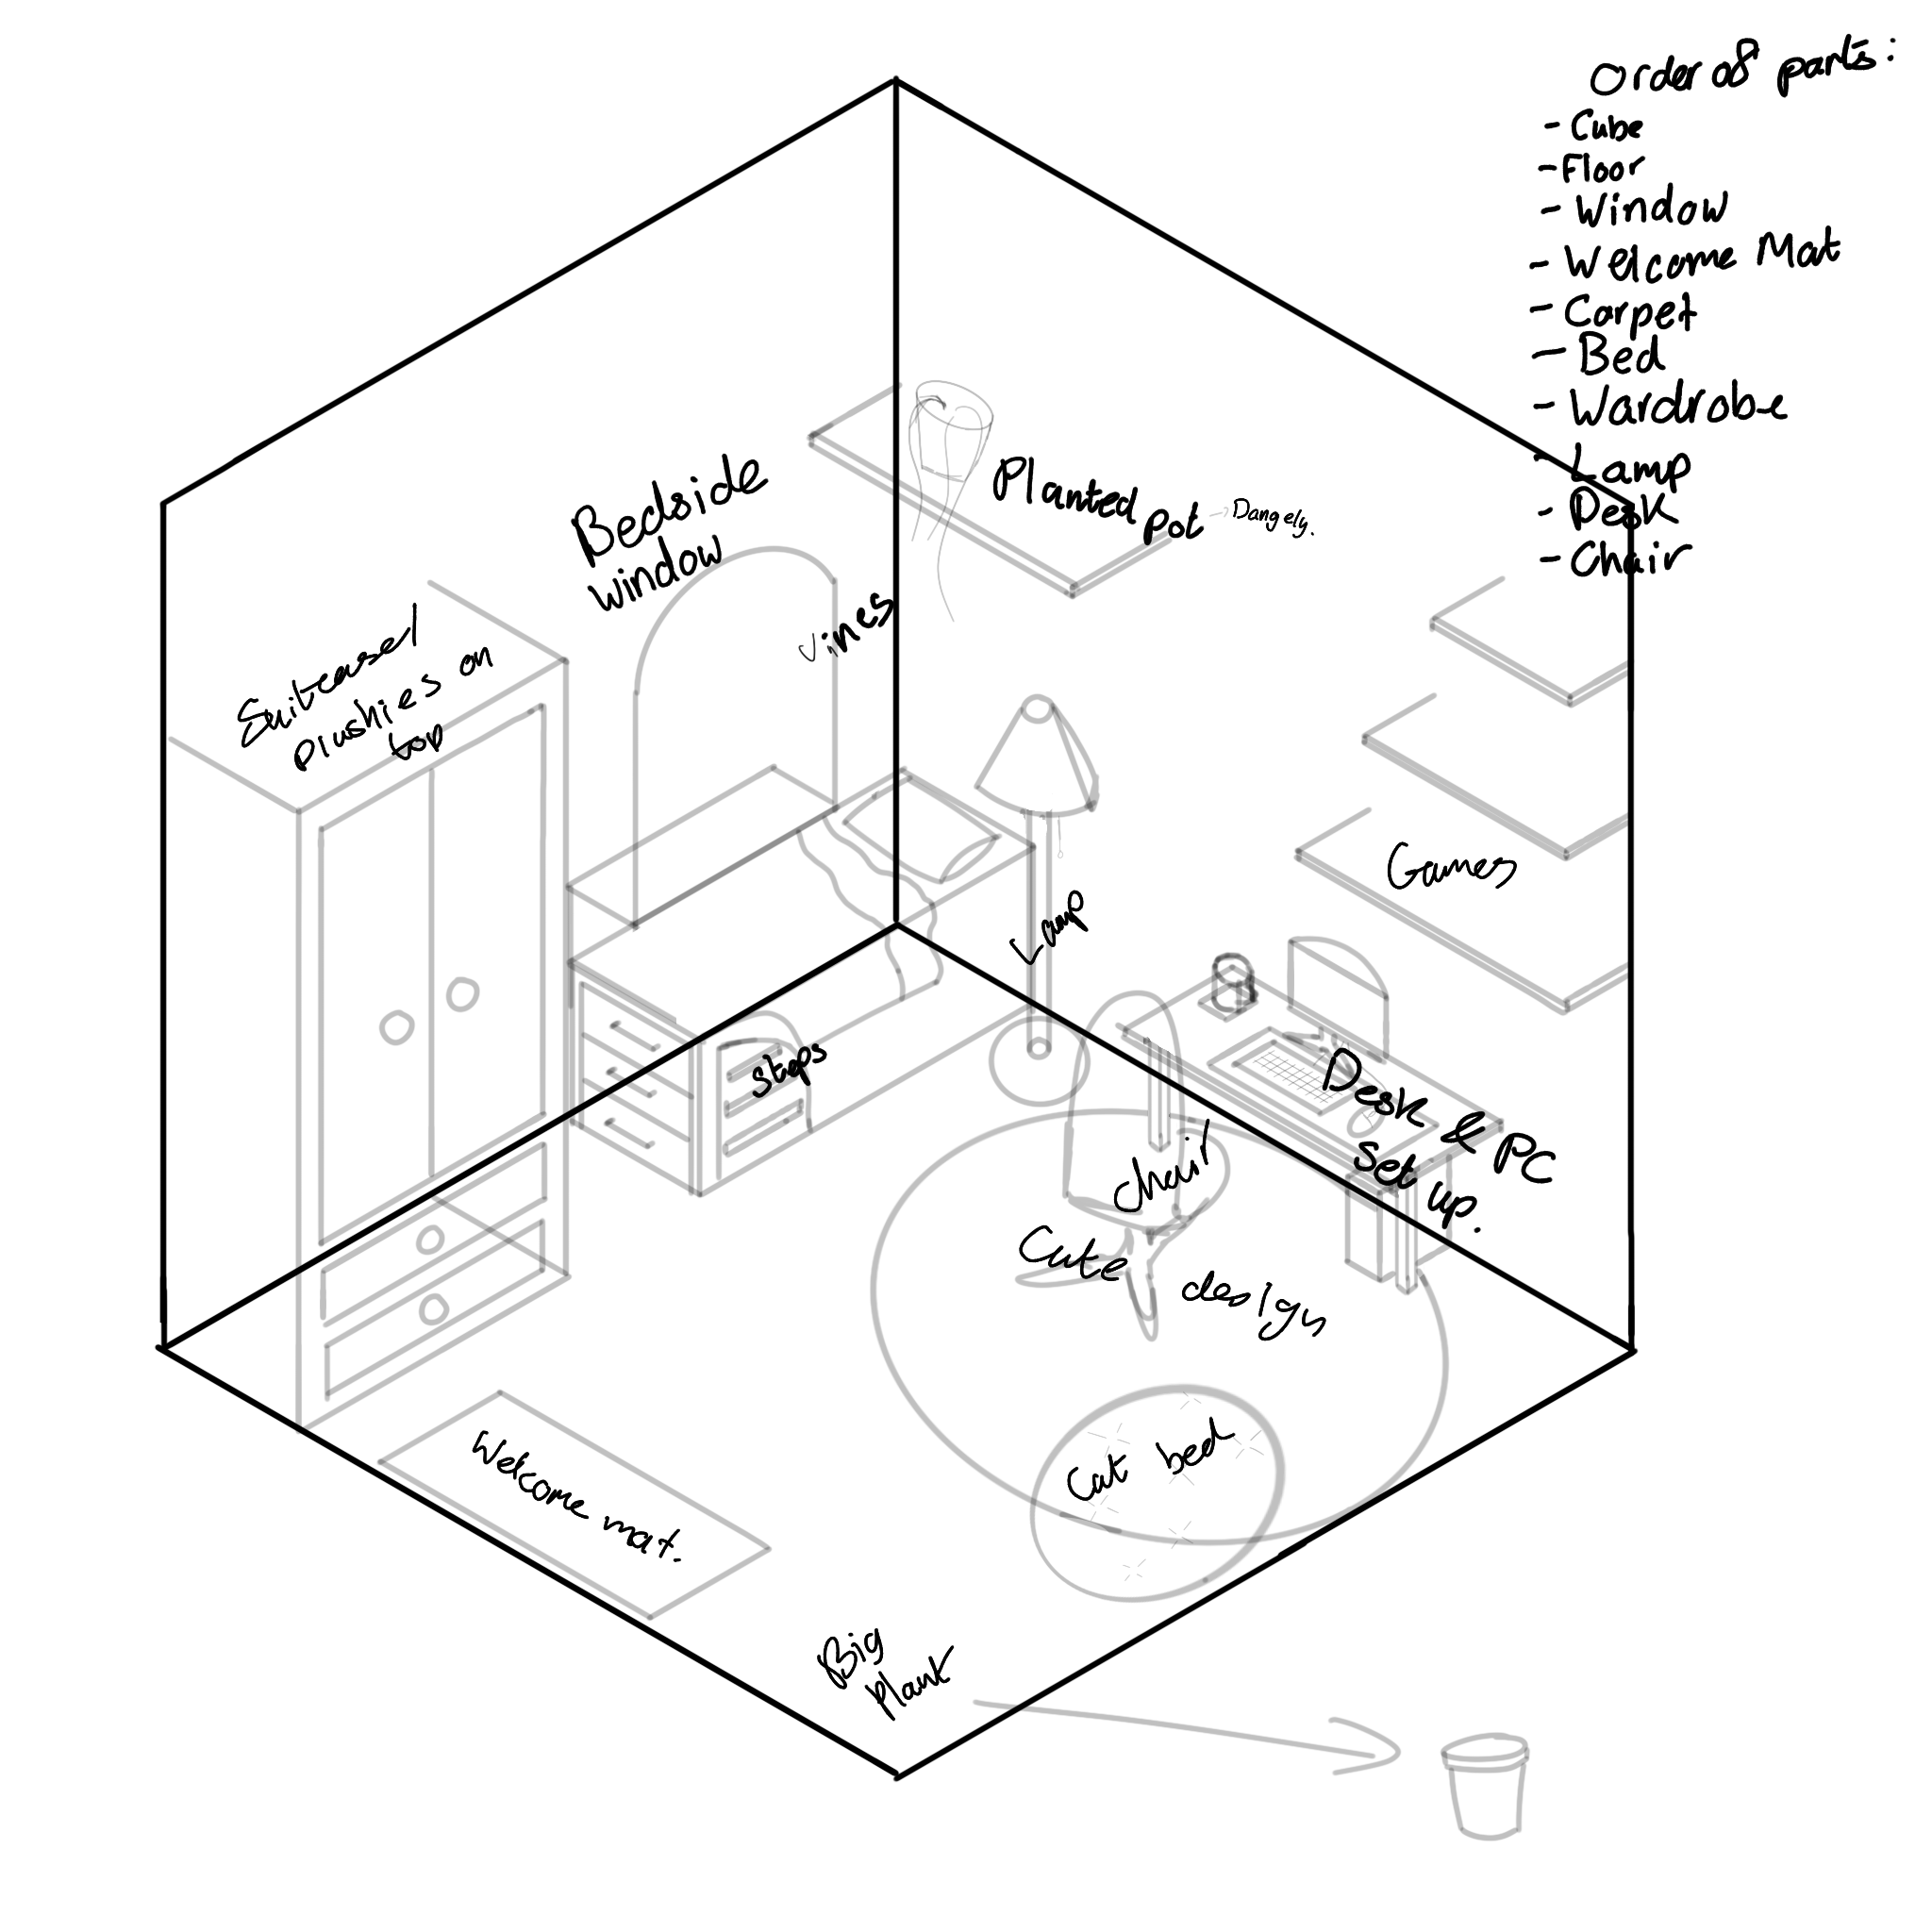 Order of parts:
- Cube
- Floor
- Window
- Welcome Mat
- Carpet
- Bed
- Wardrobe
- Lamp
- Desk
- Chair
Bedside
window
Planted pot → Dangely.
Vines
Suitcase/
plushies on
top
Games
Lamp
Steps
Desk & PC
Set up.
Chair
Cute design
Cat bed
Welcome mat.
Big
Plant